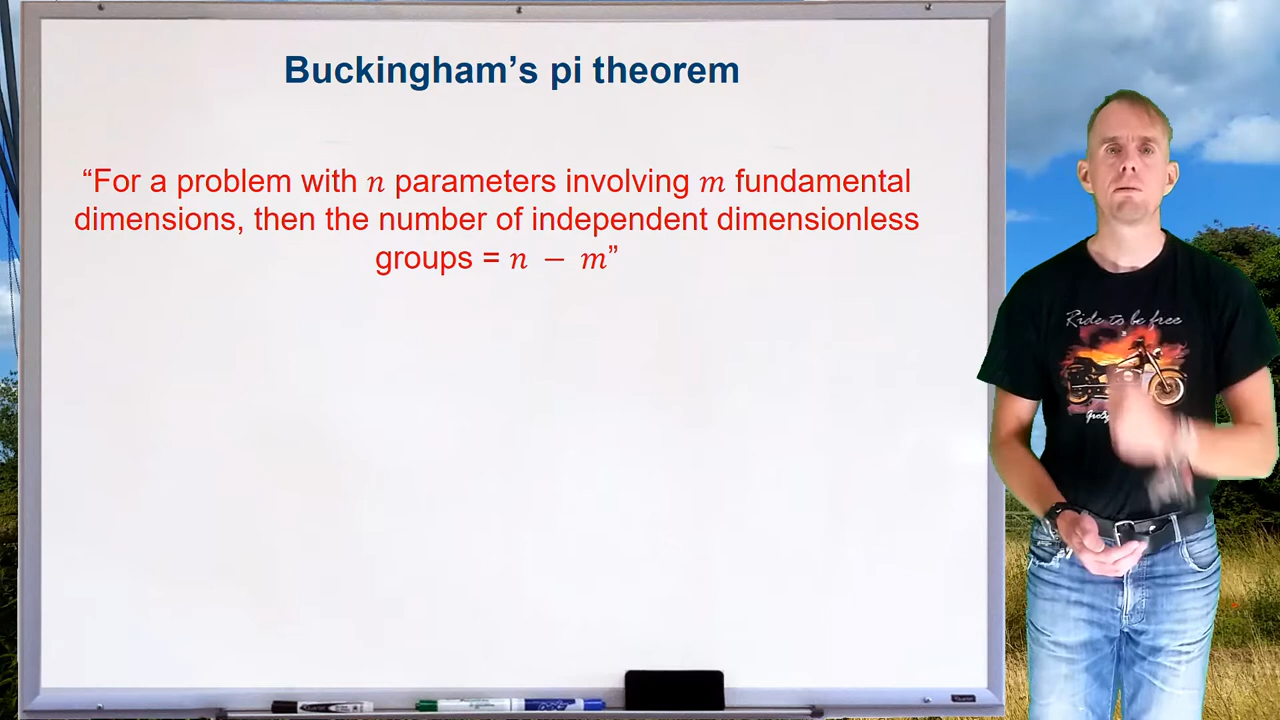 Buckingham’s pi theorem
“For a problem with n parameters involving m fundamental
dimensions, then the number of independent dimensionless
groups = n − m”
Ride to be free